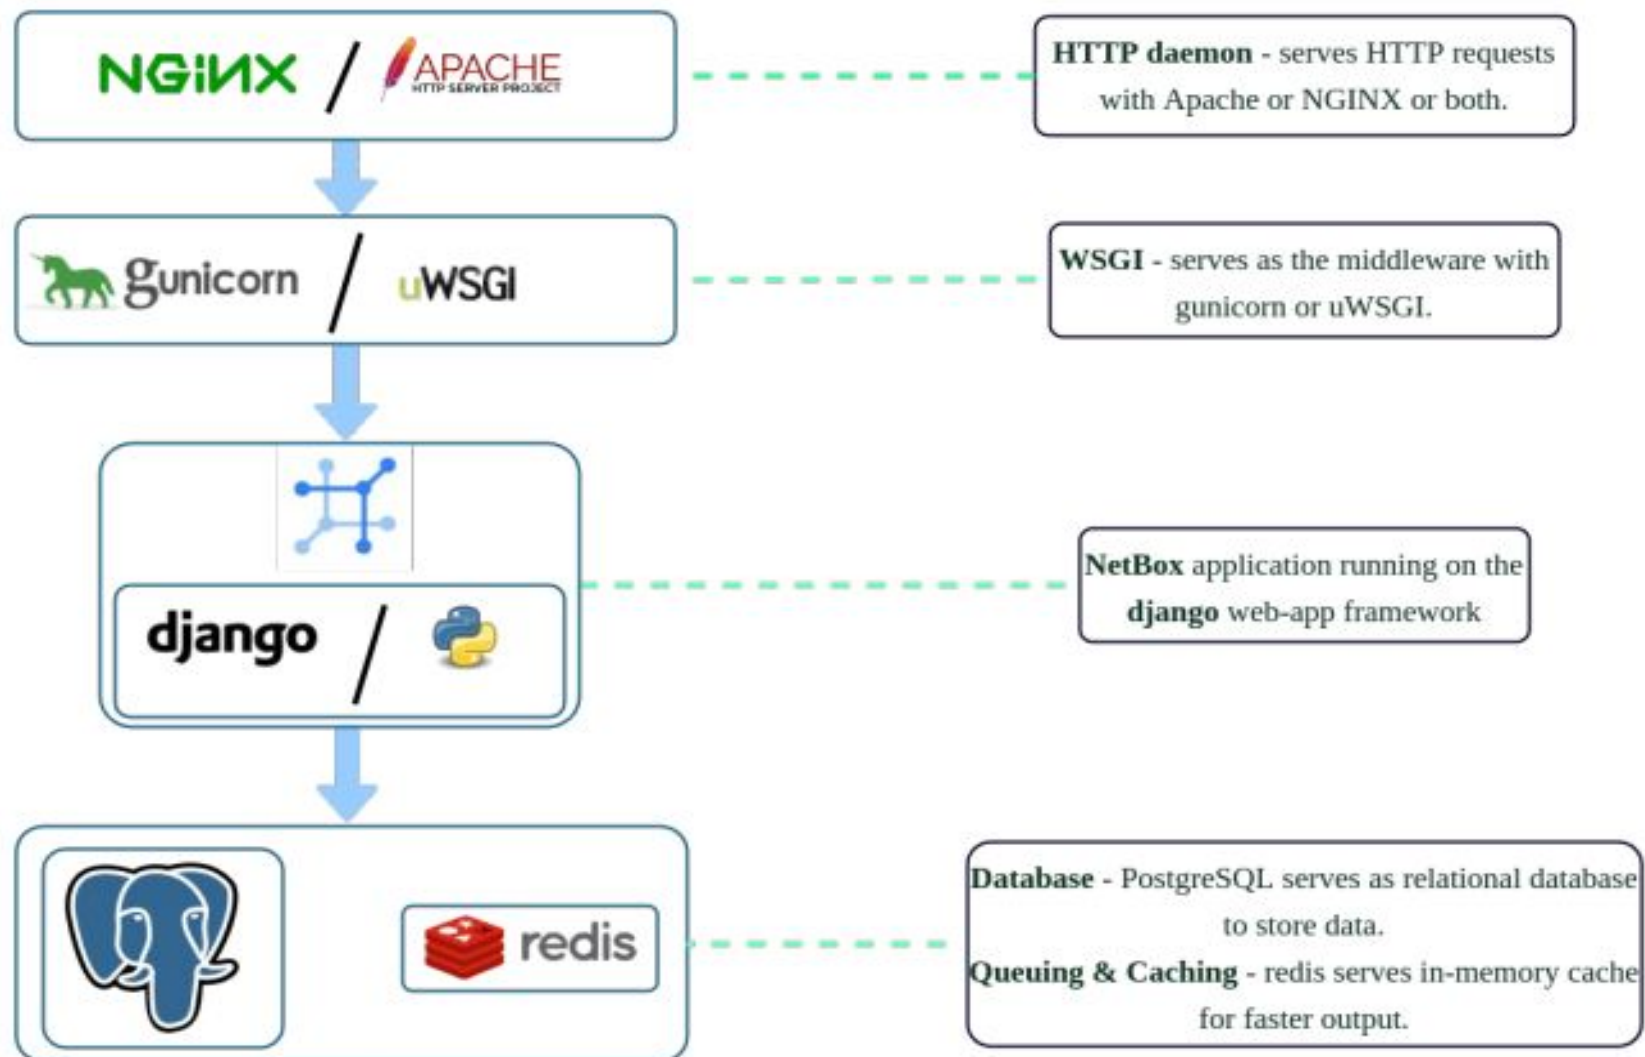 NGiNX / APACHE
HTTP SERVER PROJECT
HTTP daemon - serves HTTP requests
with Apache or NGINX or both.
gunicorn / uWSGI
WSGI - serves as the middleware with
gunicorn or uWSGI.
django /
NetBox application running on the
django web-app framework
redis
Database - PostgreSQL serves as relational database
to store data.
Queuing & Caching - redis serves in-memory cache
for faster output.